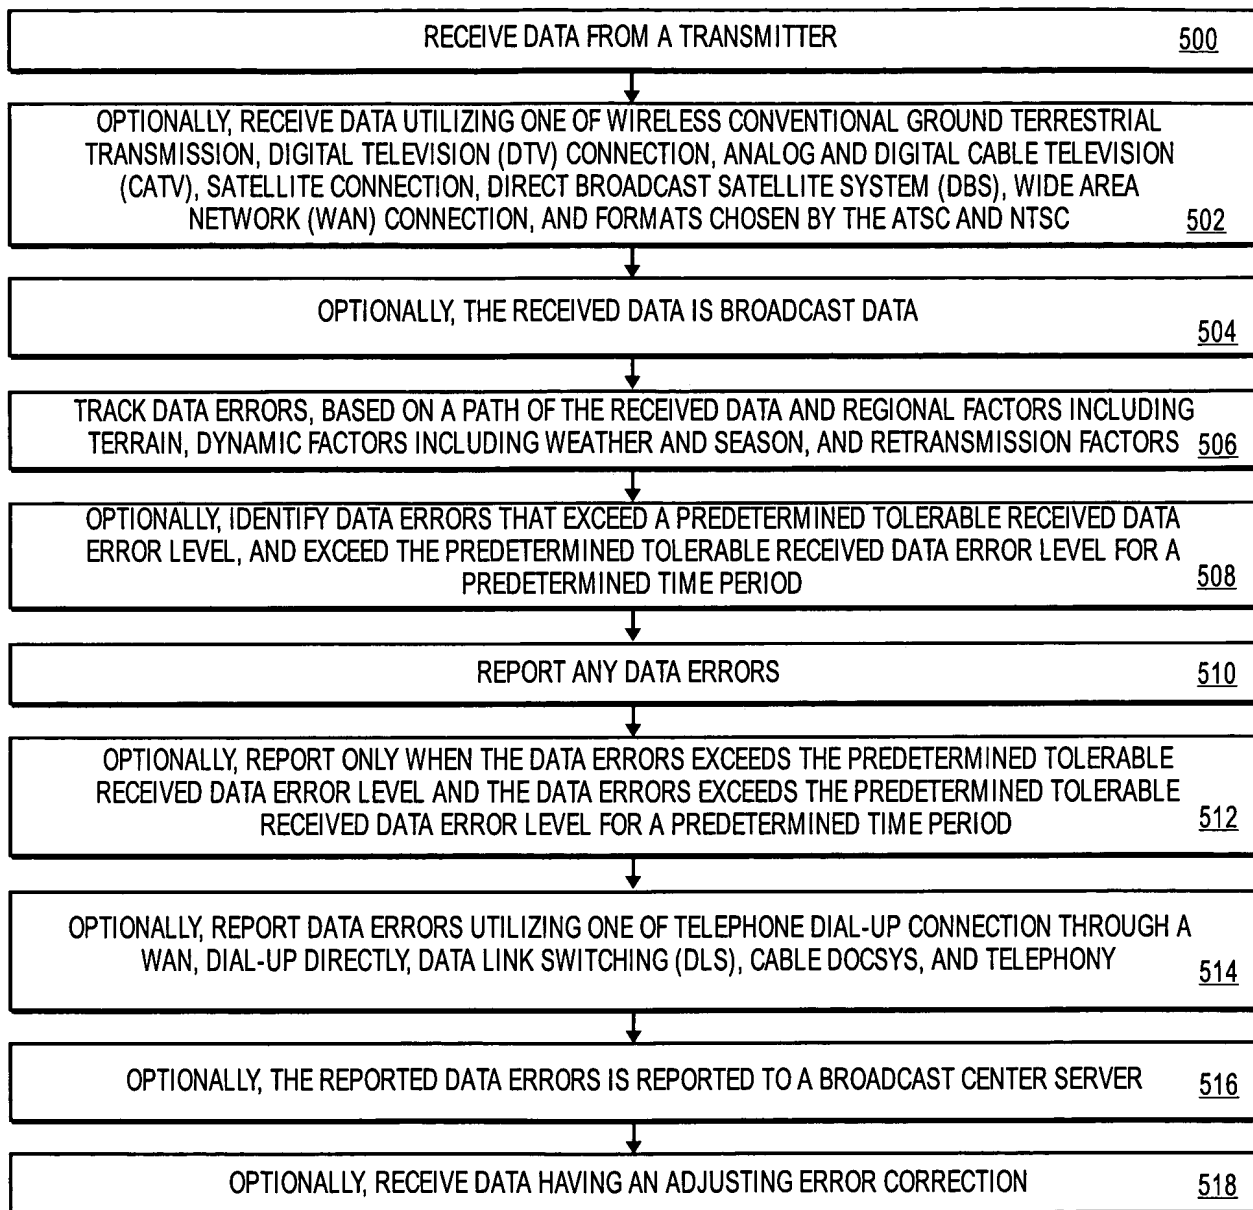 RECEIVE DATA FROM A TRANSMITTER 500
OPTIONALLY, RECEIVE DATA UTILIZING ONE OF WIRELESS CONVENTIONAL GROUND TERRESTRIAL
TRANSMISSION, DIGITAL TELEVISION (DTV) CONNECTION, ANALOG AND DIGITAL CABLE TELEVISION
(CATV), SATELLITE CONNECTION, DIRECT BROADCAST SATELLITE SYSTEM (DBS), WIDE AREA
NETWORK (WAN) CONNECTION, AND FORMATS CHOSEN BY THE ATSC AND NTSC 502
OPTIONALLY, THE RECEIVED DATA IS BROADCAST DATA
504
TRACK DATA ERRORS, BASED ON A PATH OF THE RECEIVED DATA AND REGIONAL FACTORS INCLUDING
TERRAIN, DYNAMIC FACTORS INCLUDING WEATHER AND SEASON, AND RETRANSMISSION FACTORS 506
OPTIONALLY, IDENTIFY DATA ERRORS THAT EXCEED A PREDETERMINED TOLERABLE RECEIVED DATA
ERROR LEVEL, AND EXCEED THE PREDETERMINED TOLERABLE RECEIVED DATA ERROR LEVEL FOR A
PREDETERMINED TIME PERIOD 508
REPORT ANY DATA ERRORS 510
OPTIONALLY, REPORT ONLY WHEN THE DATA ERRORS EXCEEDS THE PREDETERMINED TOLERABLE
RECEIVED DATA ERROR LEVEL AND THE DATA ERRORS EXCEEDS THE PREDETERMINED TOLERABLE
RECEIVED DATA ERROR LEVEL FOR A PREDETERMINED TIME PERIOD 512
OPTIONALLY, REPORT DATA ERRORS UTILIZING ONE OF TELEPHONE DIAL-UP CONNECTION THROUGH A
WAN, DIAL-UP DIRECTLY, DATA LINK SWITCHING (DLS), CABLE DOCSYS, AND TELEPHONY 514
OPTIONALLY, THE REPORTED DATA ERRORS IS REPORTED TO A BROADCAST CENTER SERVER 516
OPTIONALLY, RECEIVE DATA HAVING AN ADJUSTING ERROR CORRECTION 518